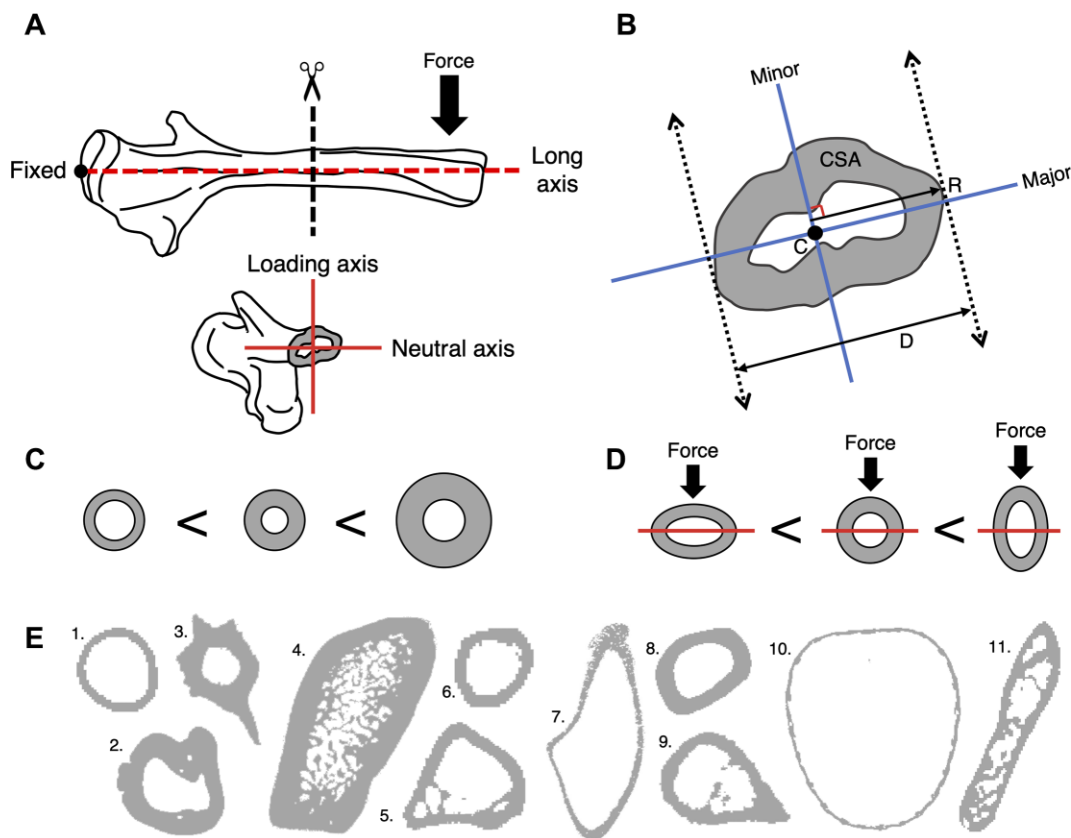 A
Force
Fixed
Long
axis
Loading axis
Neutral axis
B
Minor
CSA
Major
R
C
D
C
<
<
D
Force
Force
Force
<
<
E
1.
2.
3.
4.
5.
6.
7.
8.
9.
10.
11.